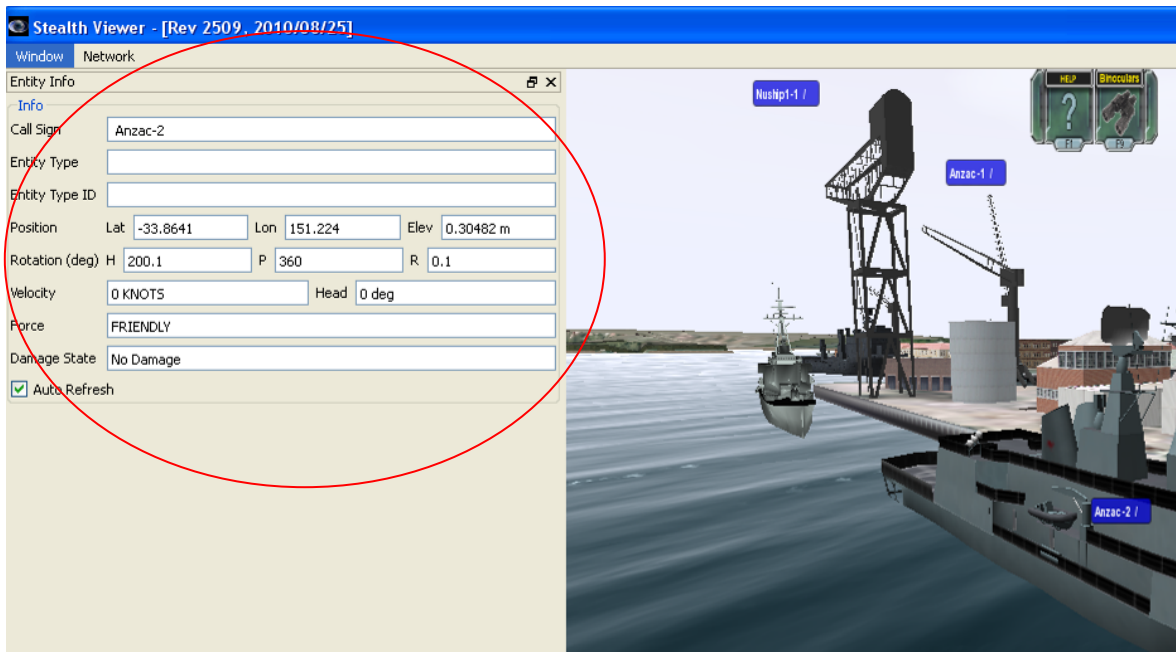 Stealth Viewer - [Rev 2509, 2010/08/25]
Window Network
Entity Info
Info
Call Sign Anzac-2
Entity Type
Entity Type ID
Position Lat -33.8641 Lon 151.224 Elev 0.30482 m
Rotation (deg) H 200.1 P 360 R 0.1
Velocity 0 KNOTS Head 0 deg
Force FRIENDLY
Damage State No Damage
Auto Refresh
HELP Binoculars
?
F1 F9
Nuship1-1 /
Anzac-1 /
Anzac-2 /